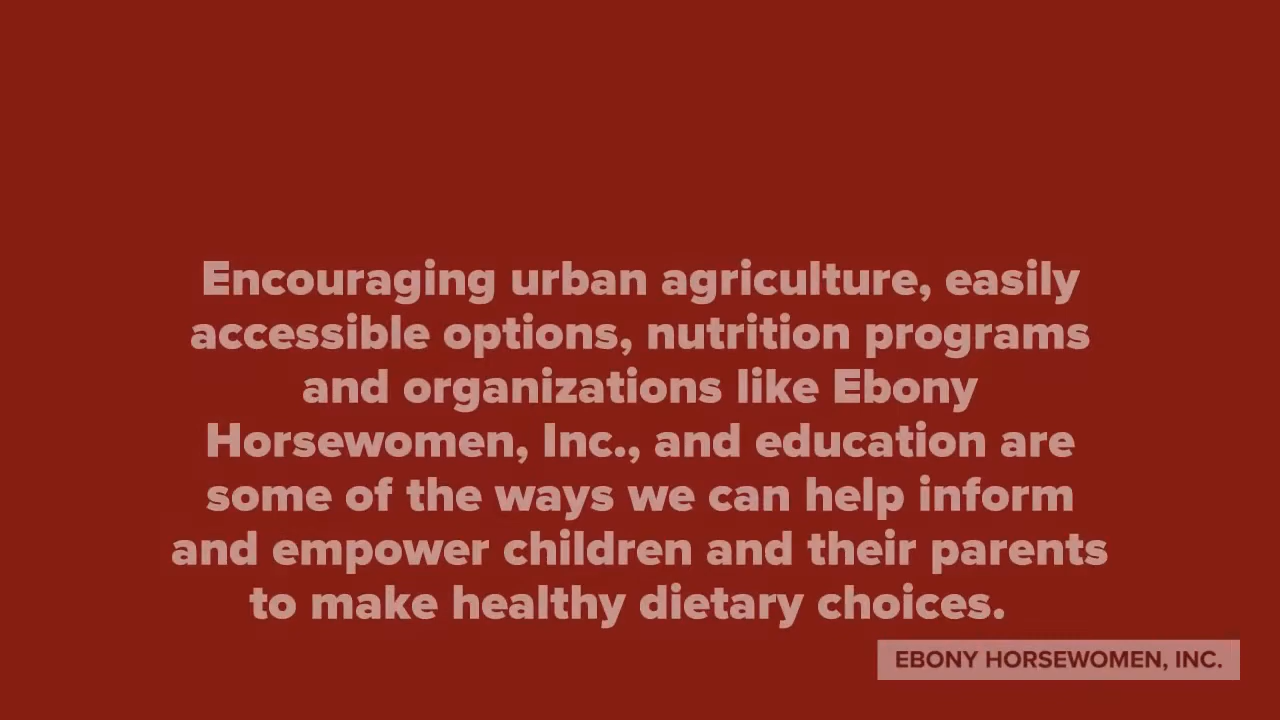 Encouraging urban agriculture, easily
accessible options, nutrition programs
and organizations like Ebony
Horsewomen, Inc., and education are
some of the ways we can help inform
and empower children and their parents
to make healthy dietary choices.
EBONY HORSEWOMEN, INC.